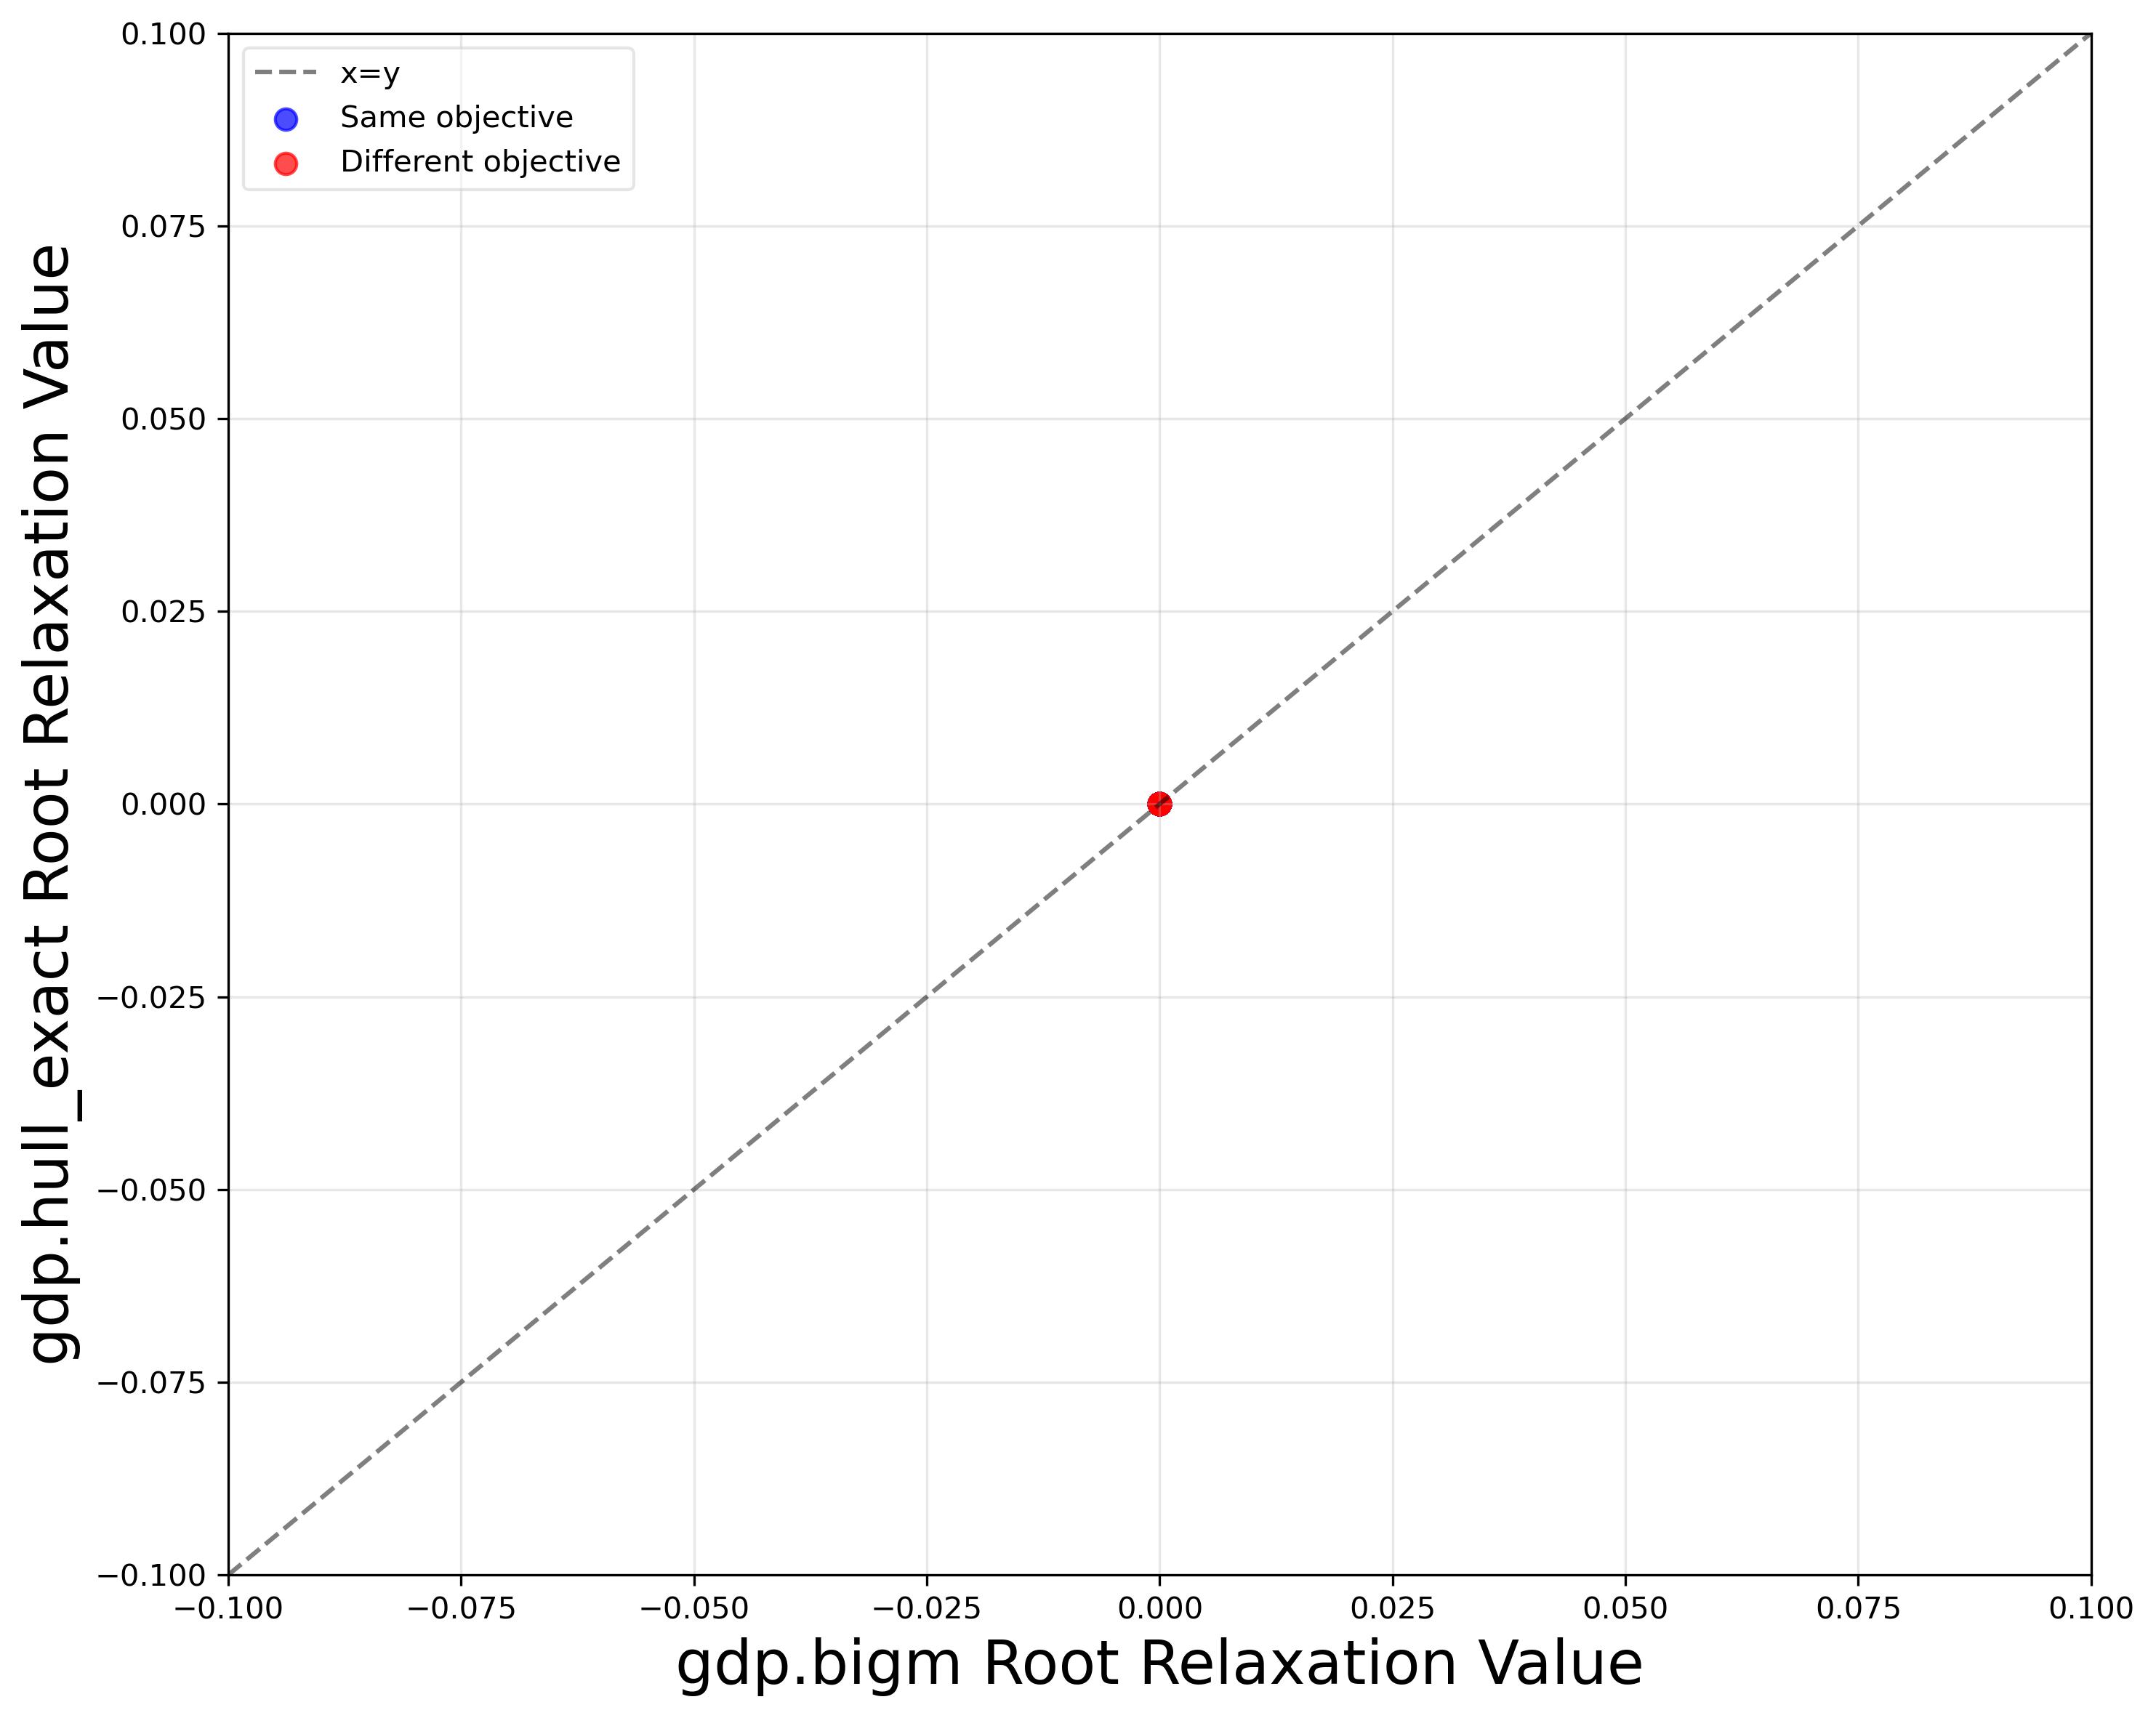 x=y
Same objective
Different objective
gdp.hull_exact Root Relaxation Value
0.100
0.075
0.050
0.025
0.000
−0.025
−0.050
−0.075
−0.100
−0.100 −0.075 −0.050 −0.025 0.000 0.025 0.050 0.075 0.100
gdp.bigm Root Relaxation Value